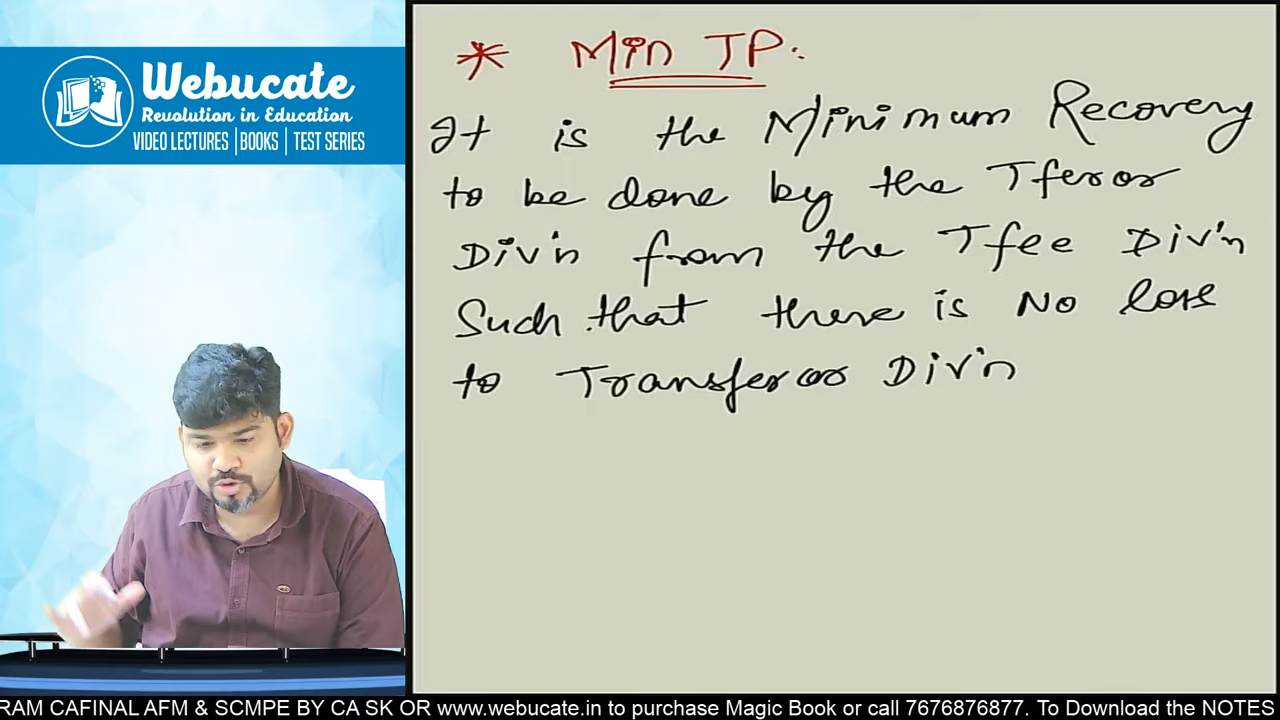 Webucate
Revolution in Education
VIDEO LECTURES | BOOKS | TEST SERIES
* Min TP:
It is the Minimum Recovery
to be done by the Tferor
Div'n from the Tfee Div'n
Such that there is No loss
to Transferor Div'n
RAM CAFINAL AFM & SCMPE BY CA SK OR www.webucate.in to purchase Magic Book or call 7676876877. To Download the NOTES